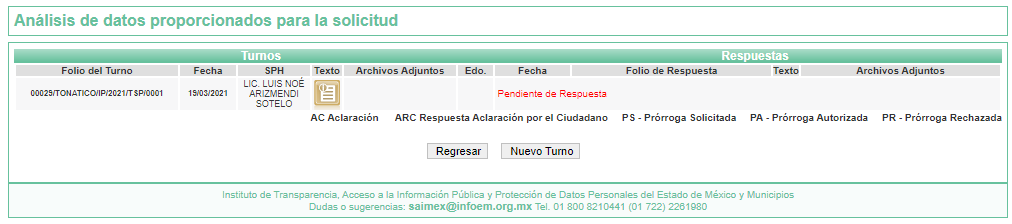 Análisis de datos proporcionados para la solicitud
Turnos Respuestas
Folio del Turno Fecha SPH Texto Archivos Adjuntos Edo. Fecha Folio de Respuesta Texto Archivos Adjuntos
00029/TONATICO/IP/2021/TSP/0001 19/03/2021 LIC. LUIS NOÉ ARIZMENDI SOTELO Pendiente de Respuesta
AC Aclaración ARC Respuesta Aclaración por el Ciudadano PS - Prórroga Solicitada PA - Prórroga Autorizada PR - Prórroga Rechazada
Regresar Nuevo Turno
Instituto de Transparencia, Acceso a la Información Pública y Protección de Datos Personales del Estado de México y Municipios
Dudas o sugerencias: saimex@infoem.org.mx Tel. 01 800 8210441 (01 722) 2261980